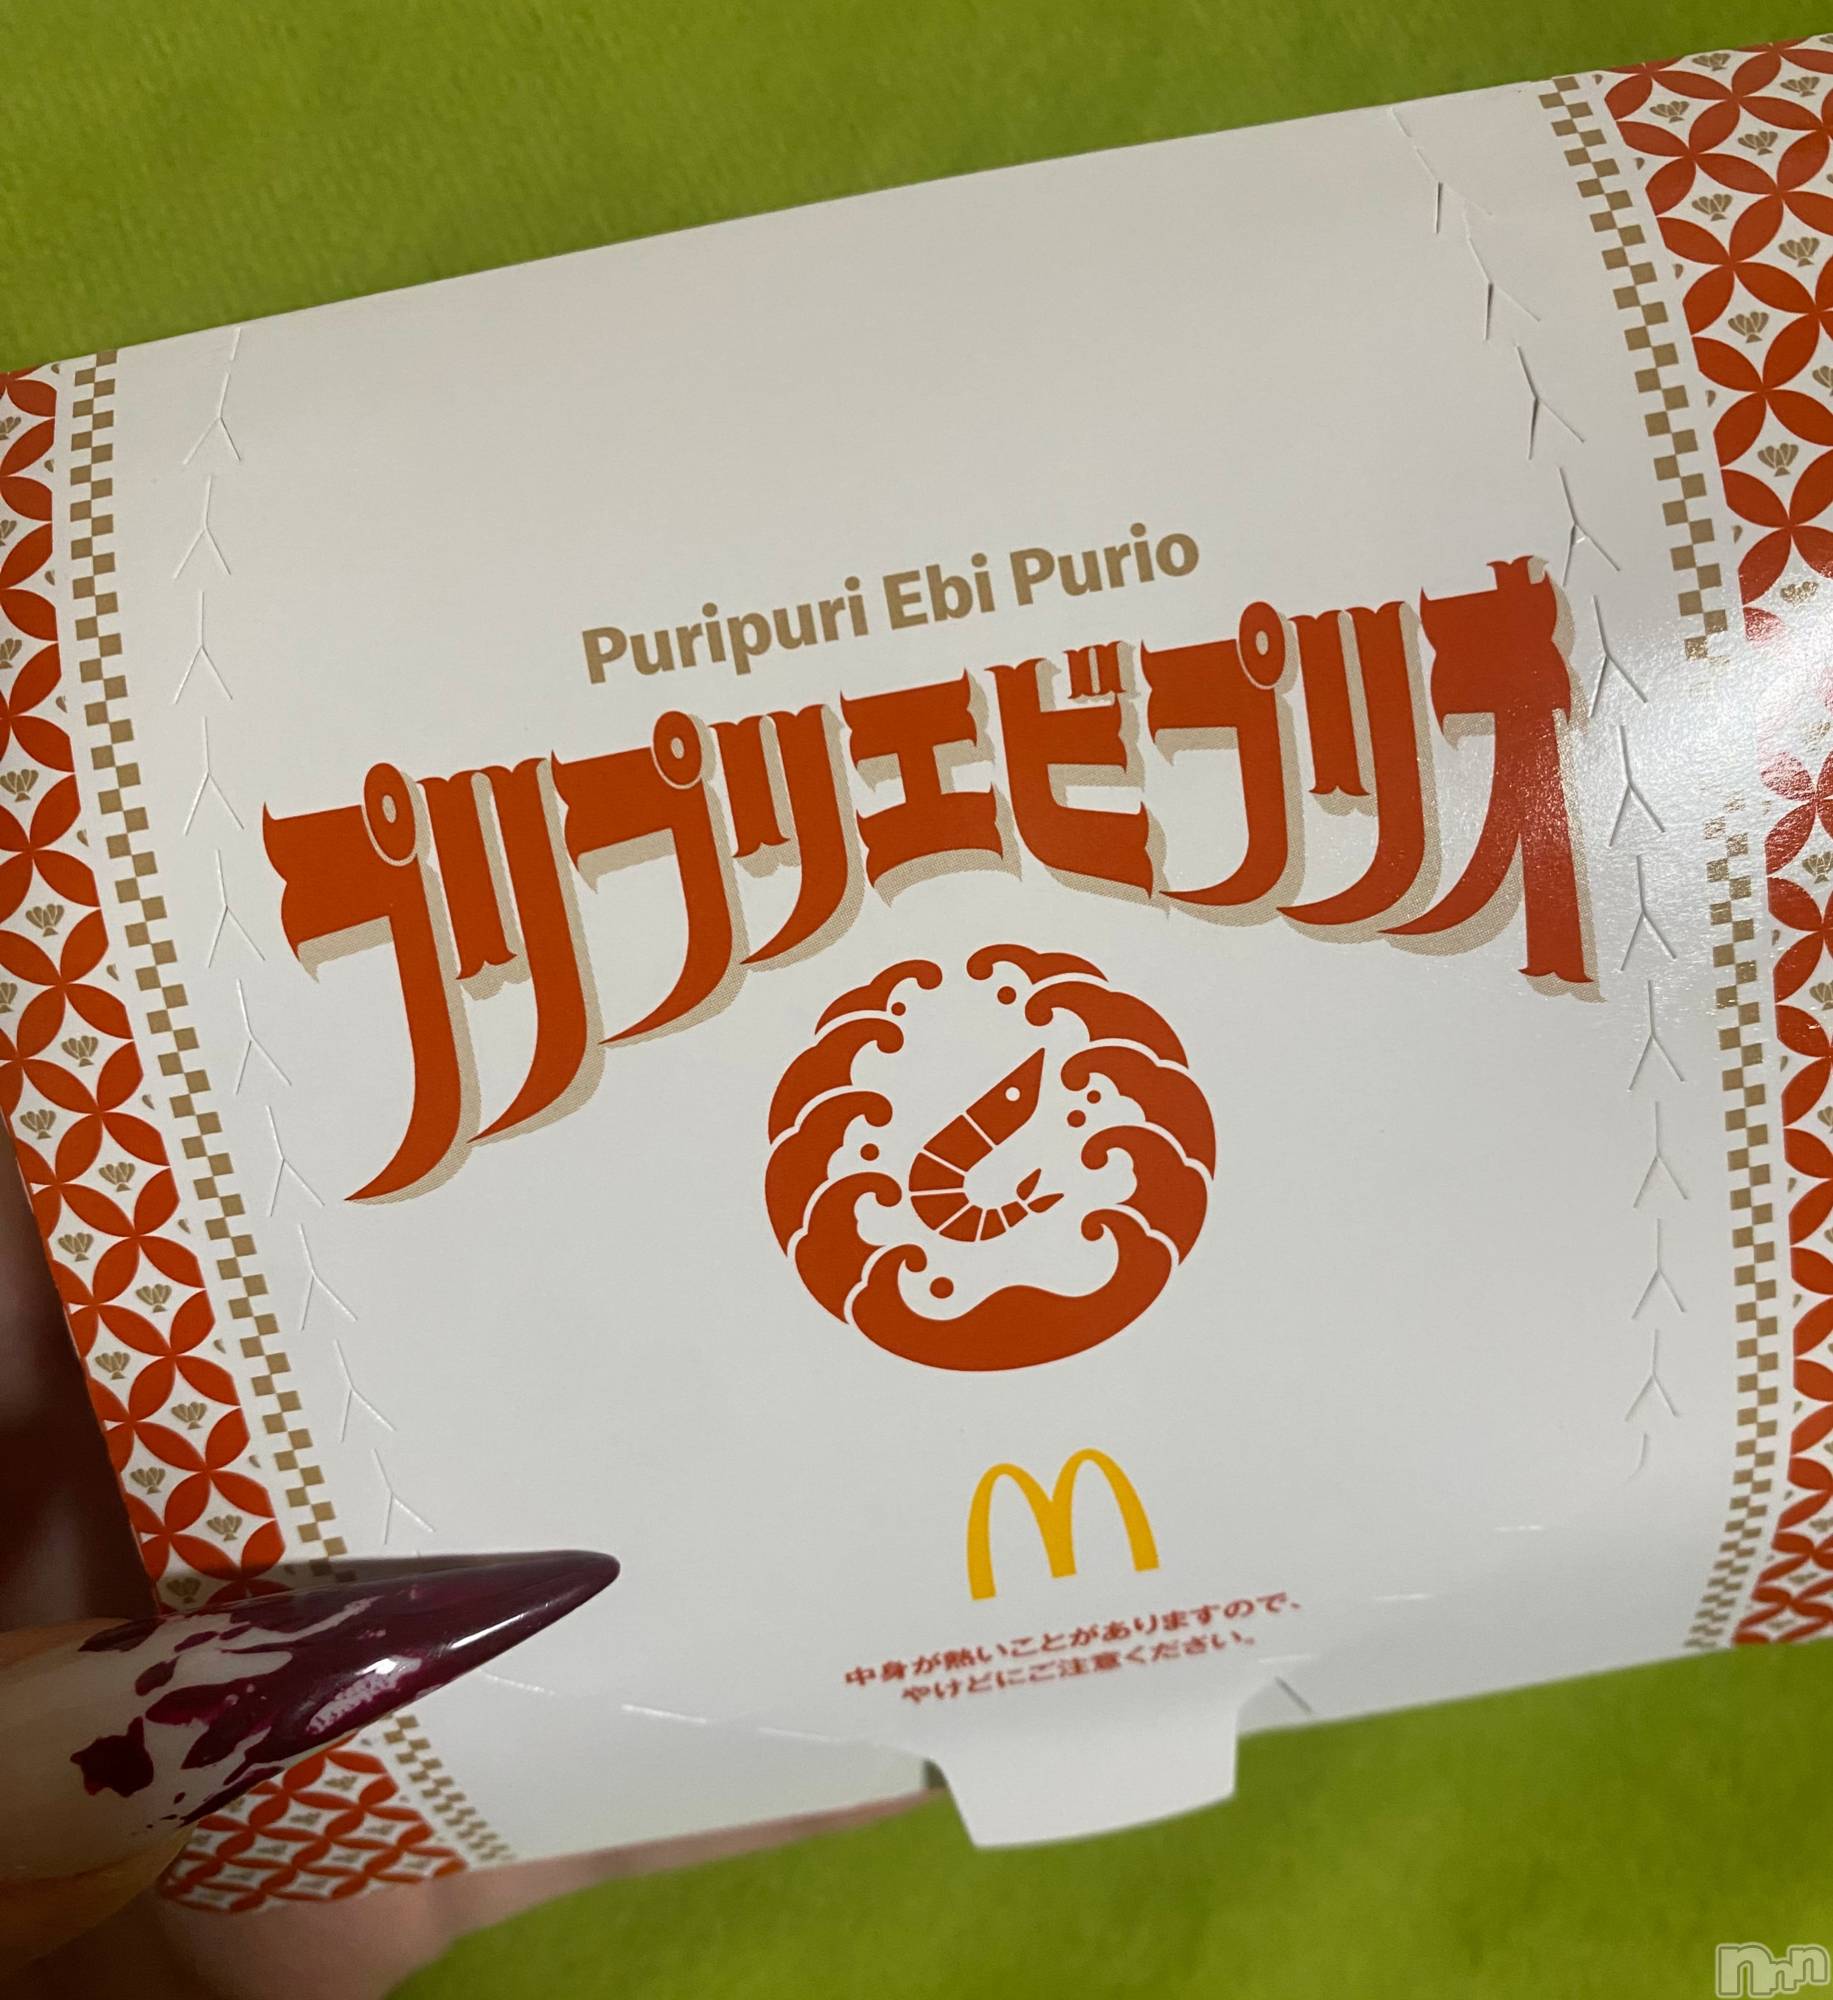 Puripuri Ebi Purio
プリプリエビプリオ
中身が熱いことがありますので、
やけどにご注意ください。